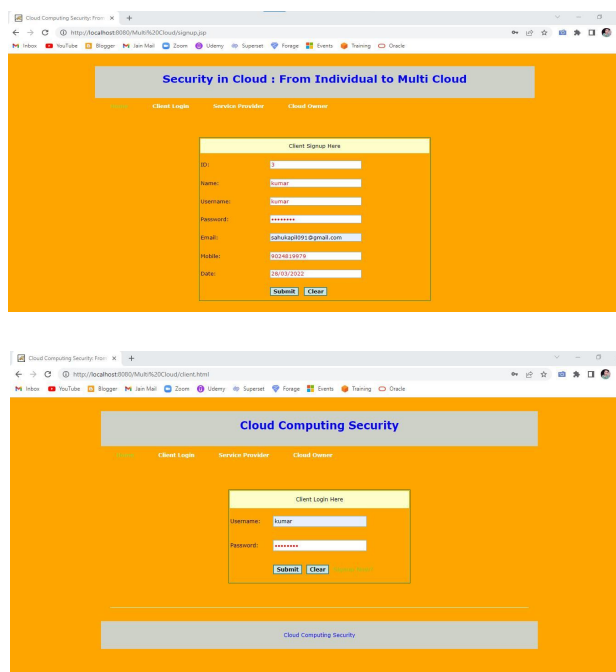 Cloud Computing Security: From
http://localhost:8080/Multi%20Cloud/signup.jsp
Inbox YouTube Blogger Jain Mail Zoom Udemy Superset Forage Events Training Oracle
Security in Cloud : From Individual to Multi Cloud
Client Login Service Provider Cloud Owner
Client Signup Here
ID: 3
Name: kumar
Username: kumar
Password: ••••••••
Email: sahukapil091@gmail.com
Mobile: 9024819979
Date: 28/03/2022
Submit Clear
Cloud Computing Security: From
http://localhost:8080/Multi%20Cloud/client.html
Inbox YouTube Blogger Jain Mail Zoom Udemy Superset Forage Events Training Oracle
Cloud Computing Security
Client Login Service Provider Cloud Owner
Client Login Here
Username: kumar
Password: ••••••••
Submit Clear
Cloud Computing Security